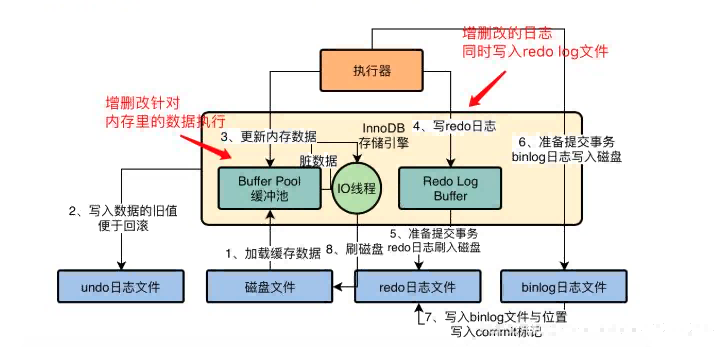 增删改的日志
同时写入redo log文件
执行器
增删改针对
内存里的数据执行
InnoDB
存储引擎
3、更新内存数据
4、写redo日志
6、准备提交事务
binlog日志写入磁盘
脏数据
Buffer Pool
缓冲池
IO线程
Redo Log
Buffer
2、写入数据的旧值
便于回滚
5、准备提交事务
redo日志刷入磁盘
1、加载缓存数据
8、刷磁盘
undo日志文件
磁盘文件
redo日志文件
binlog日志文件
7、写入binlog文件与位置
写入commit标记